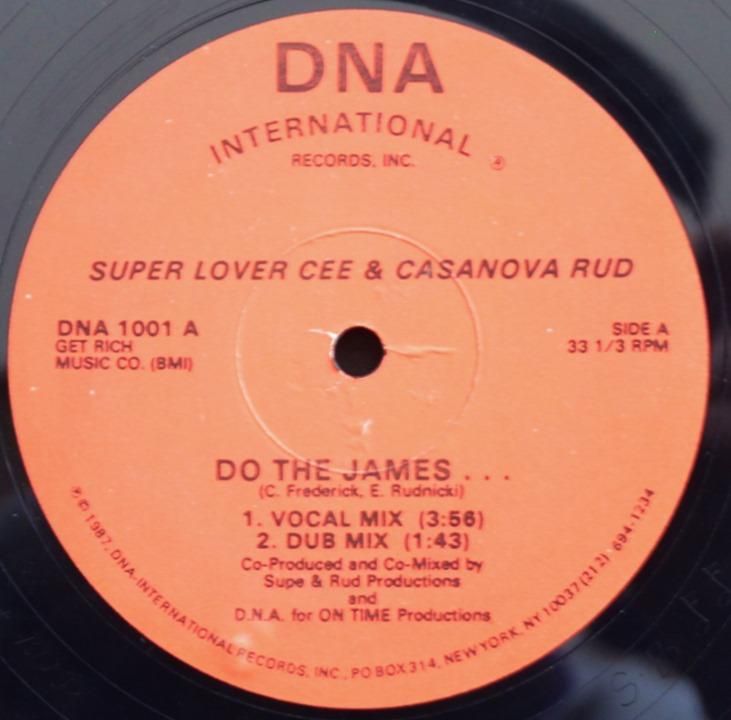 DNA
INTERNATIONAL ®
RECORDS, INC.
SUPER LOVER CEE & CASANOVA RUD
DNA 1001 A
GET RICH
MUSIC CO. (BMI)
SIDE A
33 1/3 RPM
DO THE JAMES . . .
(C. Frederick, E. Rudnicki)
1. VOCAL MIX (3:56)
2. DUB MIX (1:43)
Co-Produced and Co-Mixed by
Supe & Rud Productions
and
D.N.A. for ON TIME Productions
℗ © 1987, DNA-INTERNATIONAL RECORDS, INC., PO BOX 314, NEW YORK, NY 10037 (212) 694-1234